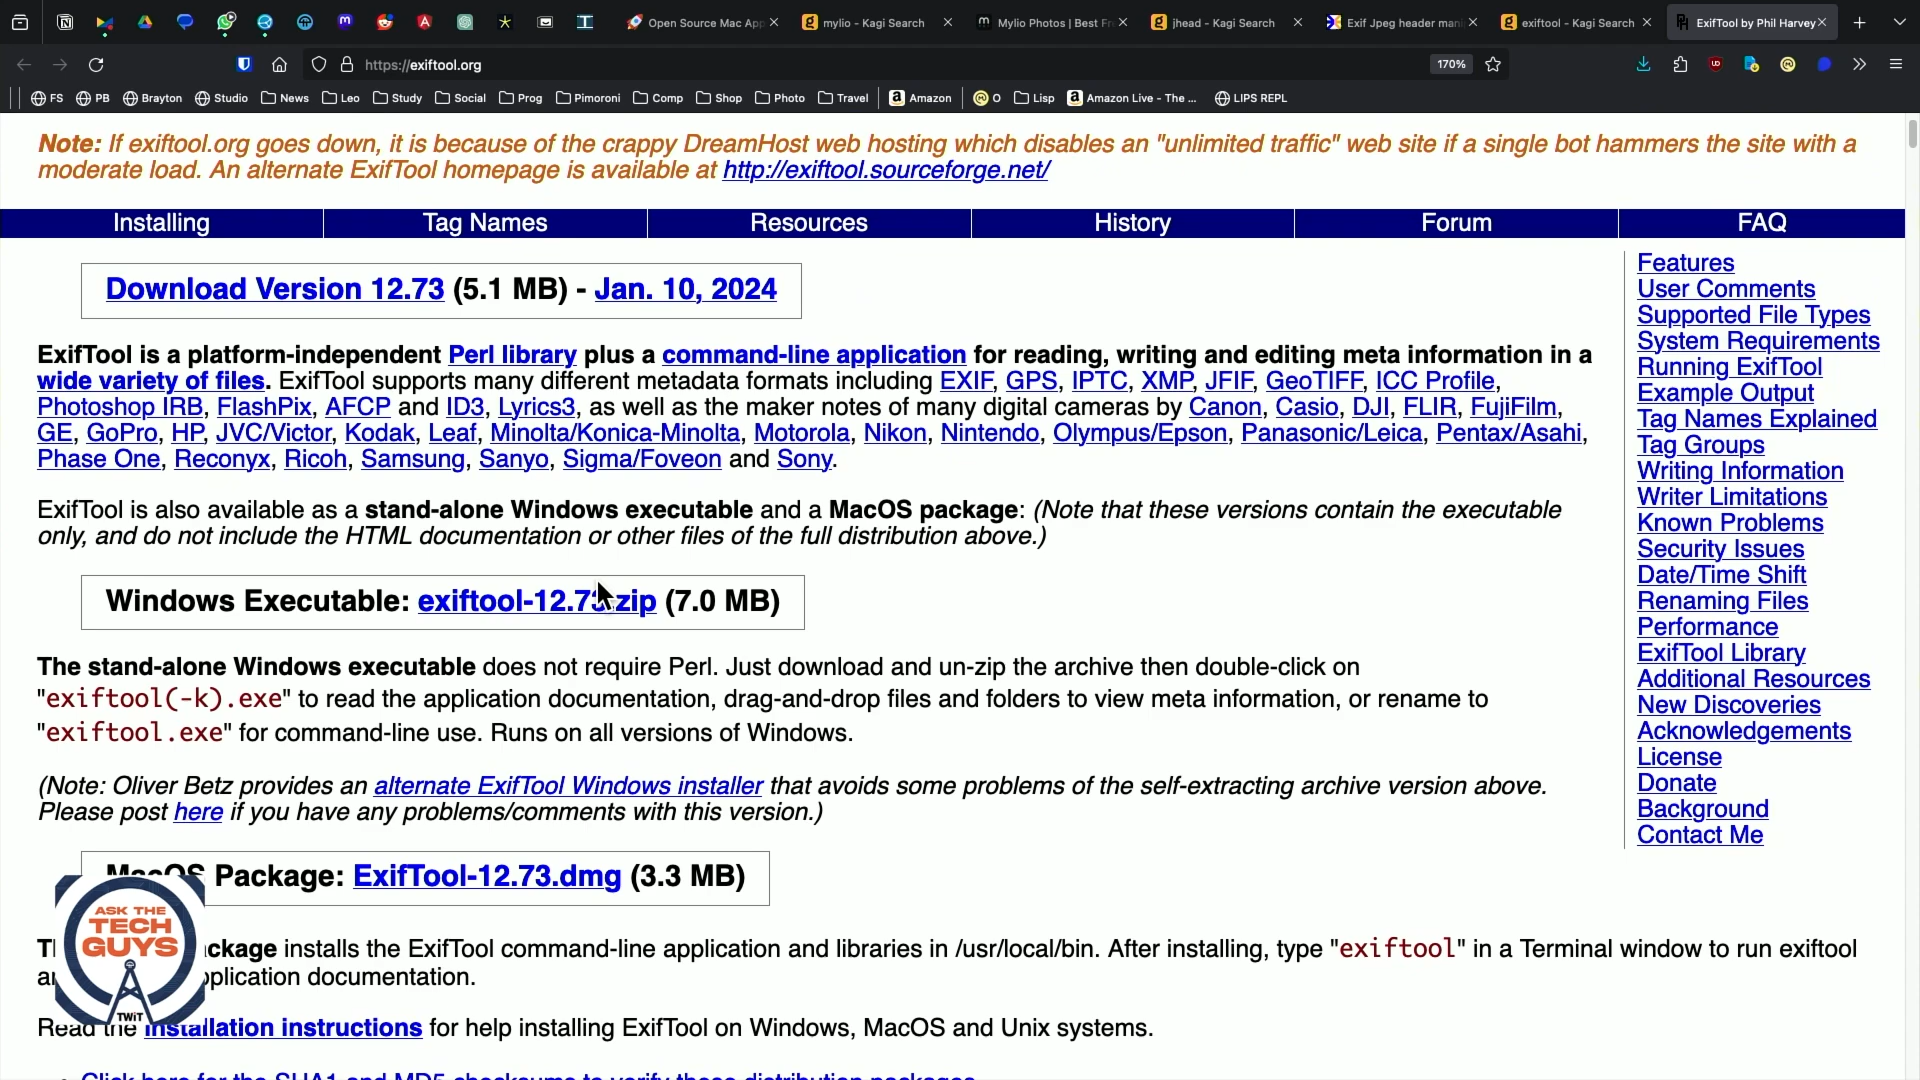 Open Source Mac App
mylio - Kagi Search
Mylio Photos | Best Fr
jhead - Kagi Search
Exif Jpeg header mani
exiftool - Kagi Search
ExifTool by Phil Harvey
https://exiftool.org
170%
FS
PB
Brayton
Studio
News
Leo
Study
Social
Prog
Pimoroni
Comp
Shop
Photo
Travel
Amazon
O
Lisp
Amazon Live - The ...
LIPS REPL
Note: If exiftool.org goes down, it is because of the crappy DreamHost web hosting which disables an "unlimited traffic" web site if a single bot hammers the site with a
moderate load. An alternate ExifTool homepage is available at http://exiftool.sourceforge.net/
Installing
Tag Names
Resources
History
Forum
FAQ
Download Version 12.73 (5.1 MB) - Jan. 10, 2024
ExifTool is a platform-independent Perl library plus a command-line application for reading, writing and editing meta information in a
wide variety of files. ExifTool supports many different metadata formats including EXIF, GPS, IPTC, XMP, JFIF, GeoTIFF, ICC Profile,
Photoshop IRB, FlashPix, AFCP and ID3, Lyrics3, as well as the maker notes of many digital cameras by Canon, Casio, DJI, FLIR, FujiFilm,
GE, GoPro, HP, JVC/Victor, Kodak, Leaf, Minolta/Konica-Minolta, Motorola, Nikon, Nintendo, Olympus/Epson, Panasonic/Leica, Pentax/Asahi,
Phase One, Reconyx, Ricoh, Samsung, Sanyo, Sigma/Foveon and Sony.
ExifTool is also available as a stand-alone Windows executable and a MacOS package: (Note that these versions contain the executable
only, and do not include the HTML documentation or other files of the full distribution above.)
Windows Executable: exiftool-12.73.zip (7.0 MB)
The stand-alone Windows executable does not require Perl. Just download and un-zip the archive then double-click on
"exiftool(-k).exe" to read the application documentation, drag-and-drop files and folders to view meta information, or rename to
"exiftool.exe" for command-line use. Runs on all versions of Windows.
(Note: Oliver Betz provides an alternate ExifTool Windows installer that avoids some problems of the self-extracting archive version above.
Please post here if you have any problems/comments with this version.)
MacOS Package: ExifTool-12.73.dmg (3.3 MB)
ckage installs the ExifTool command-line application and libraries in /usr/local/bin. After installing, type "exiftool" in a Terminal window to run exiftool
plication documentation.
Read the installation instructions for help installing ExifTool on Windows, MacOS and Unix systems.
Click here for the SHA1 and MD5 checksums to verify these distribution packages
Features
User Comments
Supported File Types
System Requirements
Running ExifTool
Example Output
Tag Names Explained
Tag Groups
Writing Information
Writer Limitations
Known Problems
Security Issues
Date/Time Shift
Renaming Files
Performance
ExifTool Library
Additional Resources
New Discoveries
Acknowledgements
License
Donate
Background
Contact Me
ASK THE
TECH
GUYS
TWiT